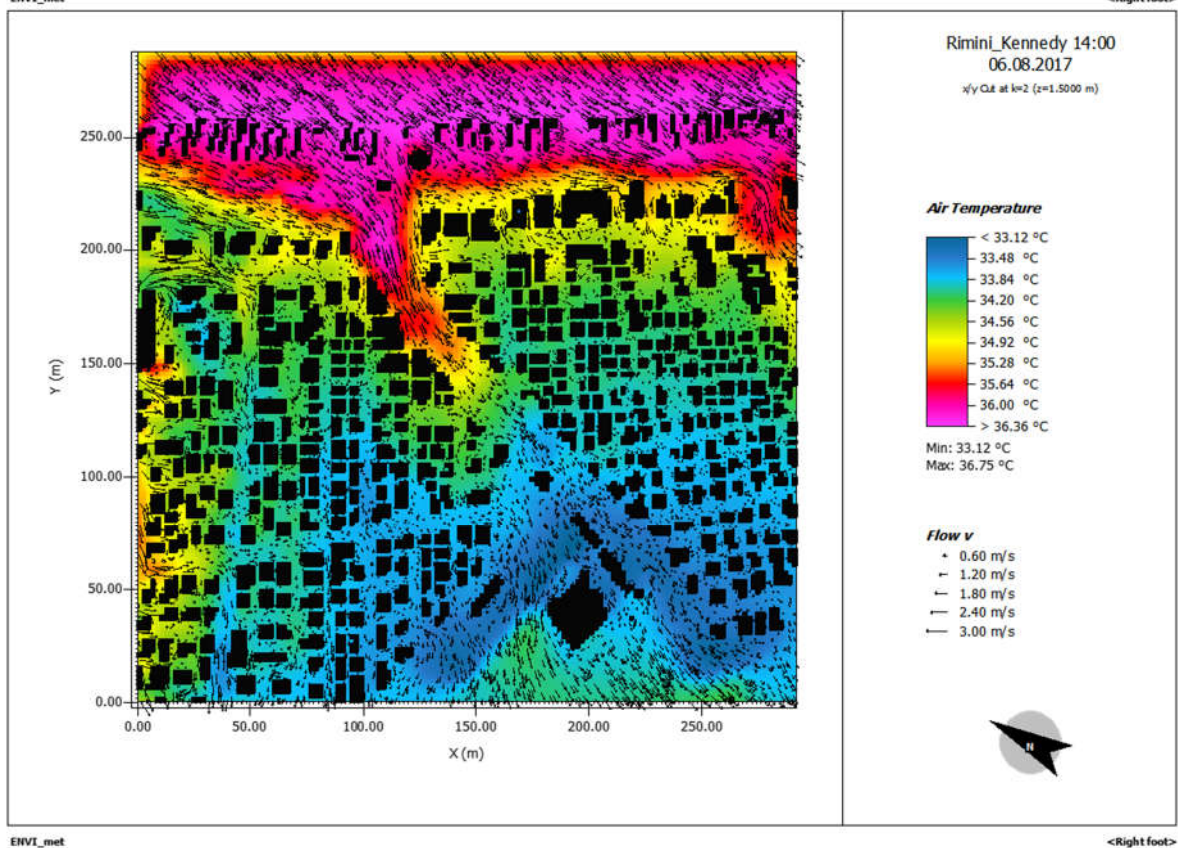 ENVI_met
<Right foot>
Rimini_Kennedy 14:00
06.08.2017
x/y Cut at k=2 (z=1.5000 m)
Y (m)
250.00
200.00
150.00
100.00
50.00
0.00
0.00
50.00
100.00
150.00
200.00
250.00
X (m)
Air Temperature
< 33.12 °C
33.48 °C
33.84 °C
34.20 °C
34.56 °C
34.92 °C
35.28 °C
35.64 °C
36.00 °C
> 36.36 °C
Min: 33.12 °C
Max: 36.75 °C
Flow v
0.60 m/s
1.20 m/s
1.80 m/s
2.40 m/s
3.00 m/s
N
ENVI_met
<Right foot>